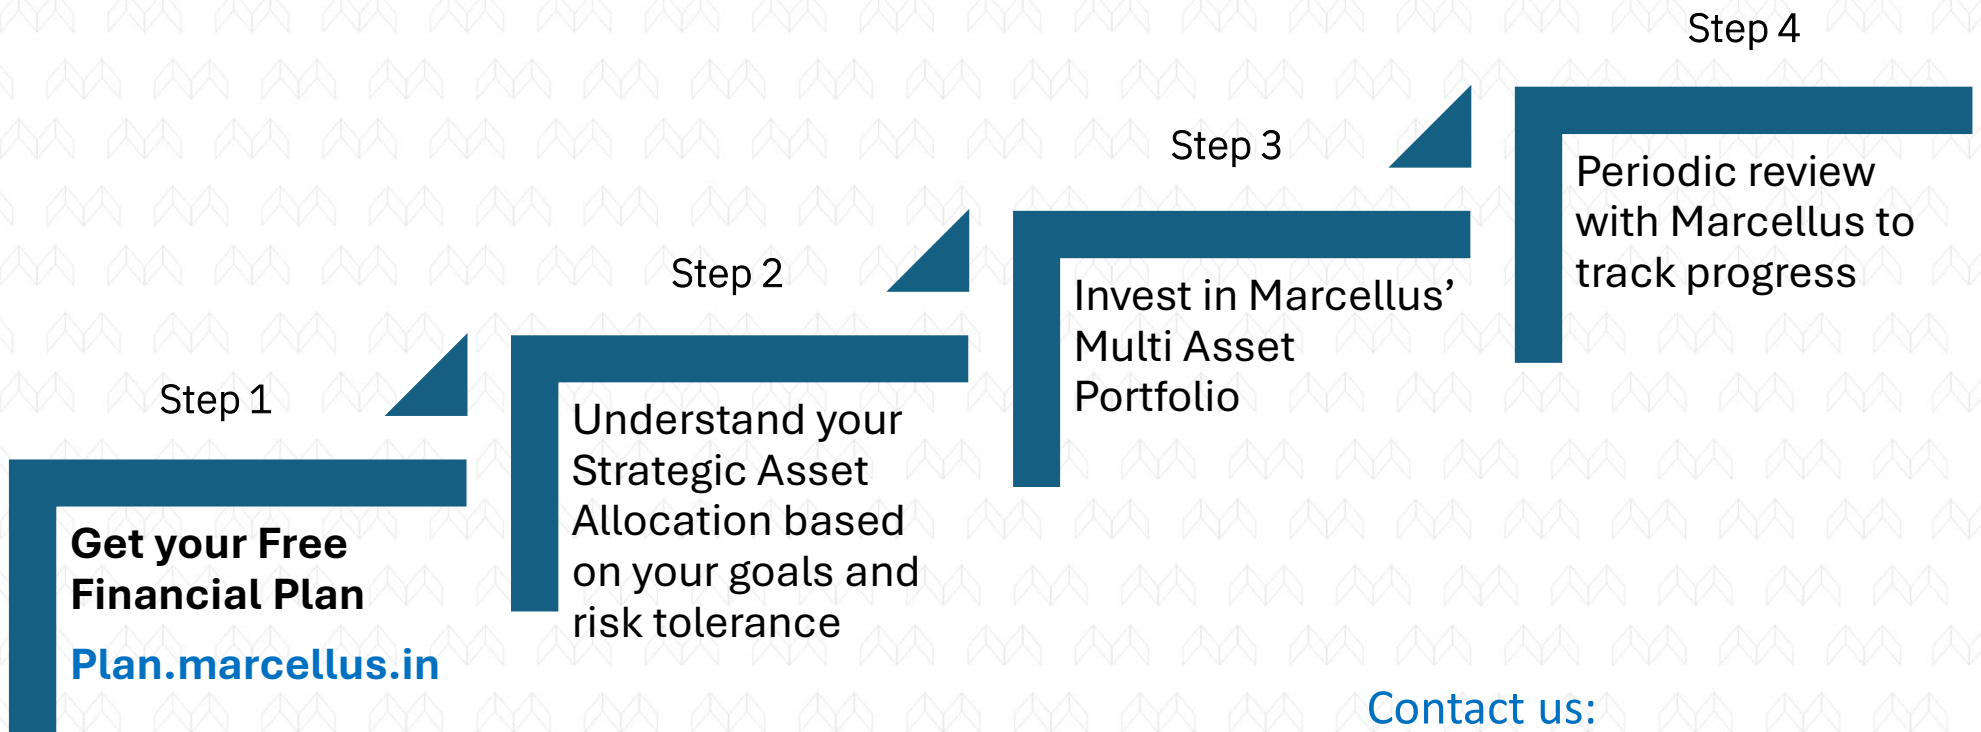 Step 1
Get your Free
Financial Plan
Plan.marcellus.in
Step 2
Understand your
Strategic Asset
Allocation based
on your goals and
risk tolerance
Step 3
Invest in Marcellus’
Multi Asset
Portfolio
Step 4
Periodic review
with Marcellus to
track progress
Contact us: